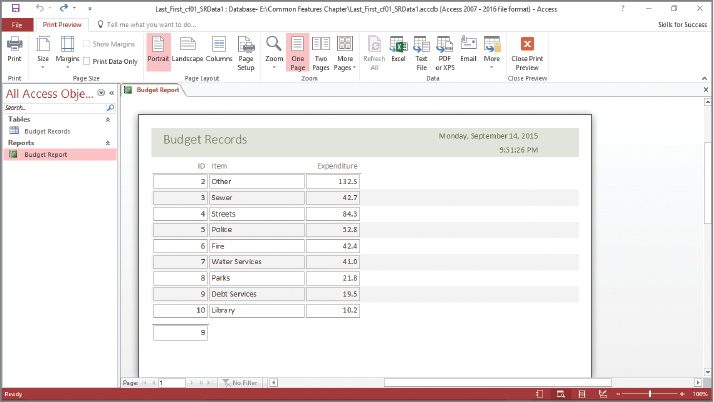 Last_First_cf01_SRData1 : Database- E:\Common Features Chapter\Last_First_cf01_SRData1.accdb (Access 2007 - 2016 file format) - Access
File Print Preview Tell me what you want to do... Skills for Success
Print Size Margins Show Margins Print Data Only Portrait Landscape Columns Page Setup Zoom One Page Two Pages More Pages Refresh All Excel Text File PDF or XPS Email More Close Print Preview
Print Page Size Page Layout Zoom Data Close Preview
All Access Obje...
Search...
Tables
Budget Records
Reports
Budget Report
Budget Report
Budget Records Monday, September 14, 2015
9:51:26 PM
ID Item Expenditure
2 Other 132.5
3 Sewer 42.7
4 Streets 84.3
5 Police 52.8
6 Fire 42.4
7 Water Services 41.0
8 Parks 21.8
9 Debt Services 19.5
10 Library 10.2
9
Page: 1 No Filter
Ready 100%